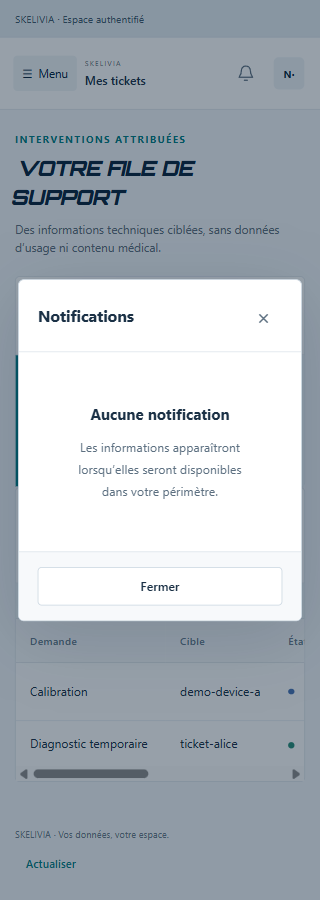 SKELIVIA · Espace authentifié
☰ Menu
SKELIVIA
Mes tickets
N·
INTERVENTIONS ATTRIBUÉES
VOTRE FILE DE
SUPPORT
Des informations techniques ciblées, sans données
d'usage ni contenu médical.
Notifications
×
Aucune notification
Les informations apparaîtront
lorsqu'elles seront disponibles
dans votre périmètre.
Fermer
Demande Cible Éta
Calibration demo-device-a
Diagnostic temporaire ticket-alice
SKELIVIA · Vos données, votre espace.
Actualiser